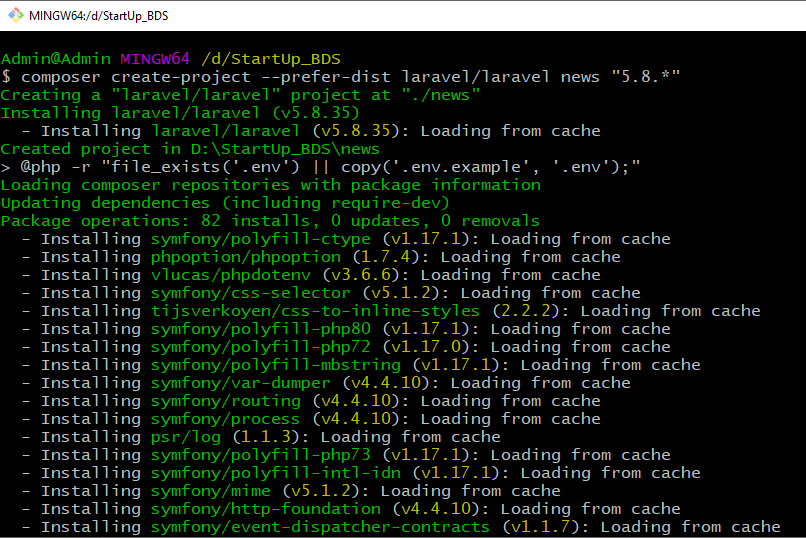 MINGW64:/d/StartUp_BDS
Admin@Admin MINGW64 /d/StartUp_BDS
$ composer create-project --prefer-dist laravel/laravel news "5.8.*"
Creating a "laravel/laravel" project at "./news"
Installing laravel/laravel (v5.8.35)
  - Installing laravel/laravel (v5.8.35): Loading from cache
Created project in D:\StartUp_BDS\news
> @php -r "file_exists('.env') || copy('.env.example', '.env');"
Loading composer repositories with package information
Updating dependencies (including require-dev)
Package operations: 82 installs, 0 updates, 0 removals
  - Installing symfony/polyfill-ctype (v1.17.1): Loading from cache
  - Installing phpoption/phpoption (1.7.4): Loading from cache
  - Installing vlucas/phpdotenv (v3.6.6): Loading from cache
  - Installing symfony/css-selector (v5.1.2): Loading from cache
  - Installing tijsverkoyen/css-to-inline-styles (2.2.2): Loading from cache
  - Installing symfony/polyfill-php80 (v1.17.1): Loading from cache
  - Installing symfony/polyfill-php72 (v1.17.0): Loading from cache
  - Installing symfony/polyfill-mbstring (v1.17.1): Loading from cache
  - Installing symfony/var-dumper (v4.4.10): Loading from cache
  - Installing symfony/routing (v4.4.10): Loading from cache
  - Installing symfony/process (v4.4.10): Loading from cache
  - Installing psr/log (1.1.3): Loading from cache
  - Installing symfony/polyfill-php73 (v1.17.1): Loading from cache
  - Installing symfony/polyfill-intl-idn (v1.17.1): Loading from cache
  - Installing symfony/mime (v5.1.2): Loading from cache
  - Installing symfony/http-foundation (v4.4.10): Loading from cache
  - Installing symfony/event-dispatcher-contracts (v1.1.7): Loading from cache